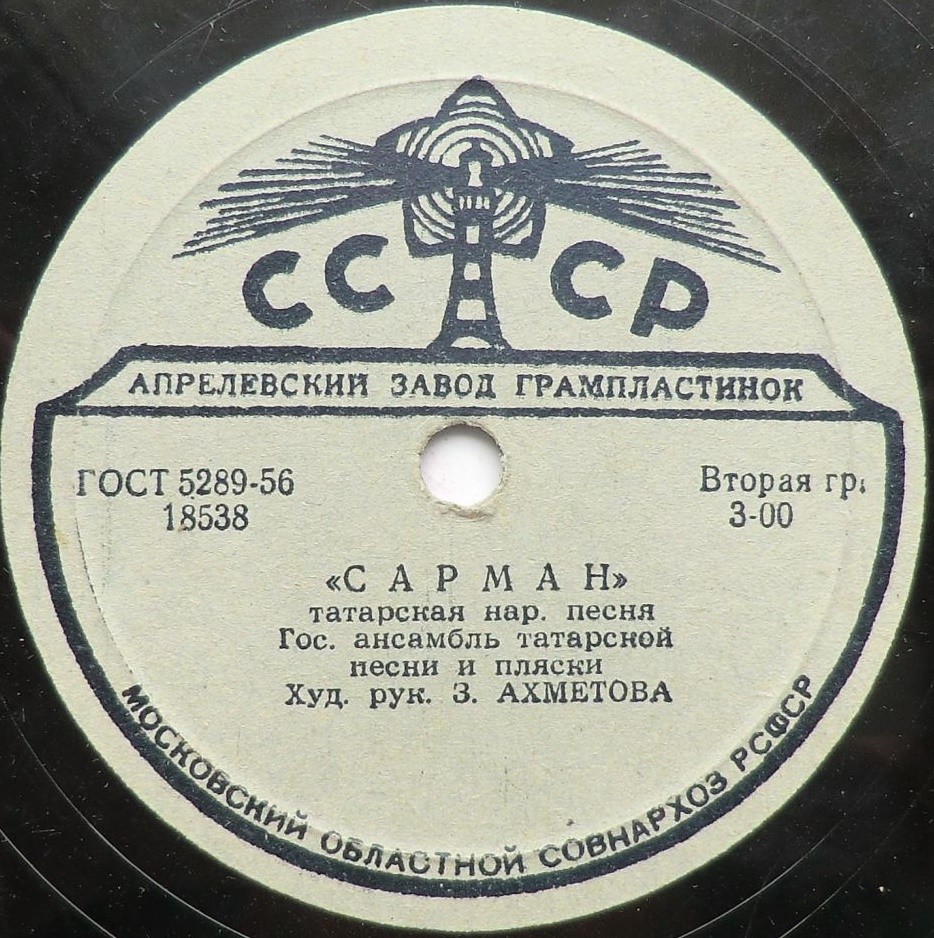 СССР
АПРЕЛЕВСКИЙ ЗАВОД ГРАМПЛАСТИНОК
ГОСТ 5289-56
18538
Вторая гр.
3-00
«САРМАН»
татарская нар. песня
Гос. ансамбль татарской
песни и пляски
Худ. рук. З. АХМЕТОВА
МОСКОВСКИЙ ОБЛАСТНОЙ СОВНАРХОЗ РСФСР